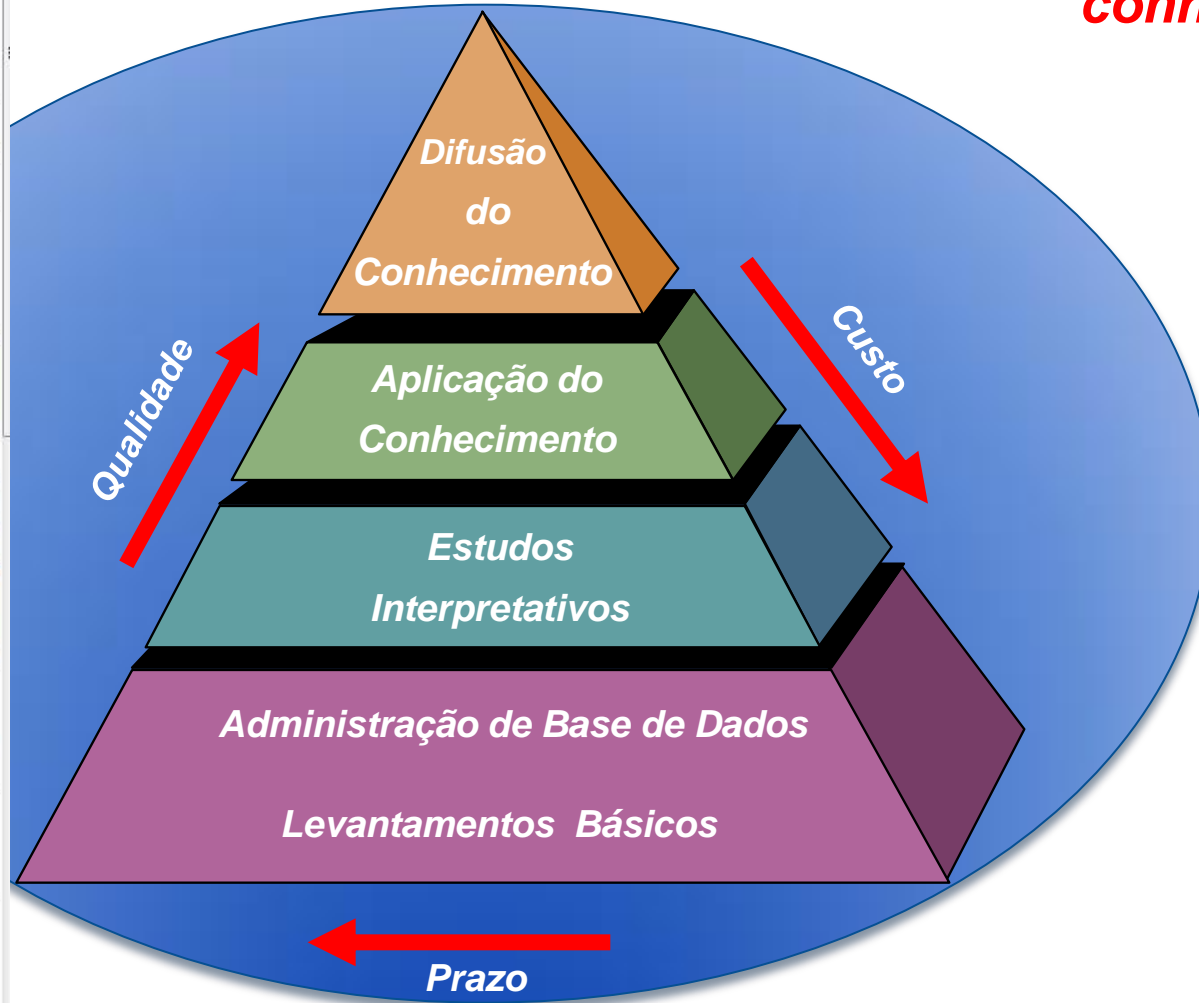 Difusão
do
Conhecimento
Custo
Qualidade
Aplicação do
Conhecimento
Estudos
Interpretativos
Administração de Base de Dados
Levantamentos Básicos
Prazo